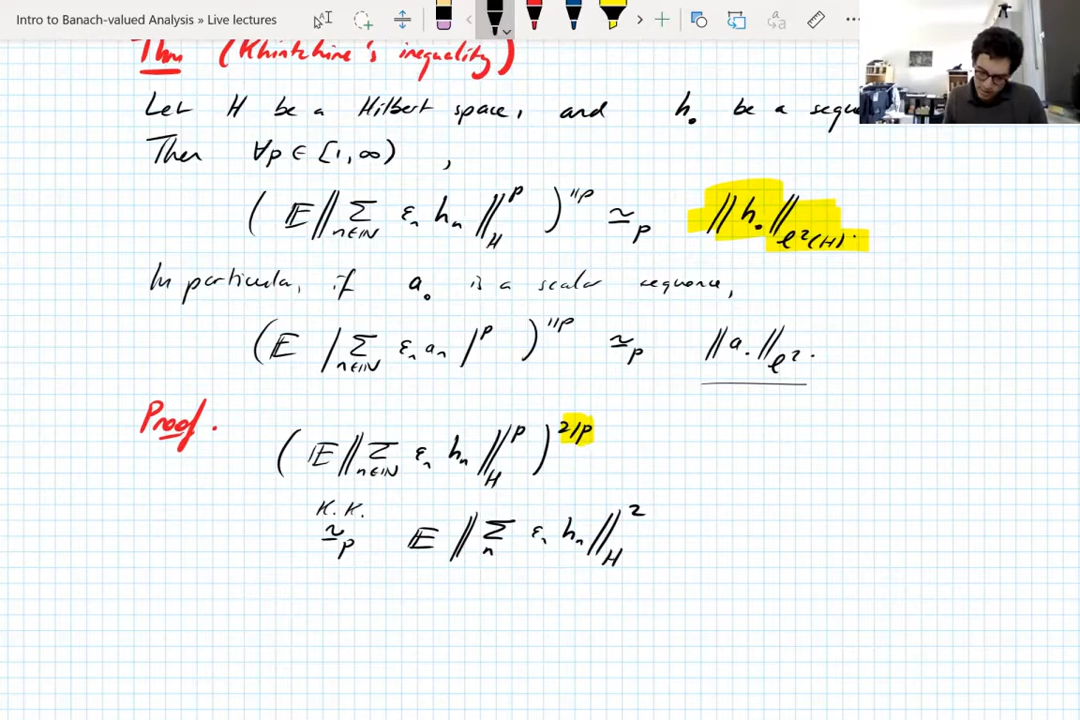 Intro to Banach-valued Analysis » Live lectures
Thm (Khintchine's inequality)
Let H be a Hilbert space, and h. be a sequ
Then ∀p ∈ [1, ∞) ,
( 𝔼 ‖ Σ_{n∈ℕ} ε_n h_n ‖_H^p )^{1/p} ≃_p ‖ h. ‖_{ℓ²(H)}.
In particular, if a. is a scalar sequence,
( 𝔼 | Σ_{n∈ℕ} ε_n a_n |^p )^{1/p} ≃_p ‖ a. ‖_{ℓ²}.
Proof.
( 𝔼 ‖ Σ_{n∈ℕ} ε_n h_n ‖_H^p )^{2/p}
K.K.
≃_p 𝔼 ‖ Σ_n ε_n h_n ‖_H^2